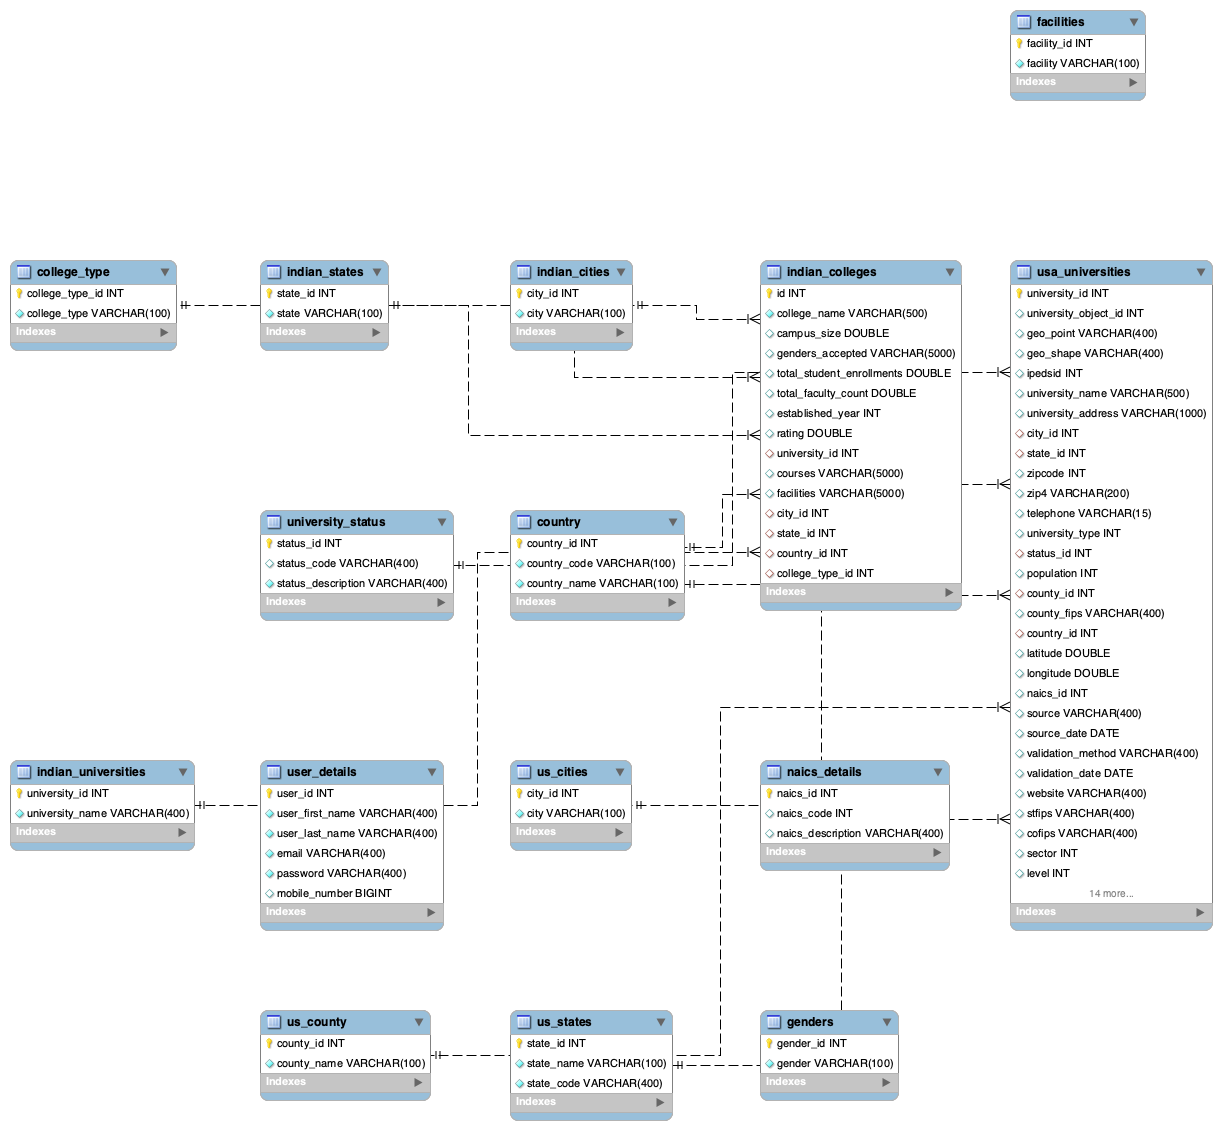 facilities
facility_id INT
facility VARCHAR(100)
Indexes
college_type
college_type_id INT
college_type VARCHAR(100)
Indexes
indian_states
state_id INT
state VARCHAR(100)
Indexes
indian_cities
city_id INT
city VARCHAR(100)
Indexes
indian_colleges
id INT
college_name VARCHAR(500)
campus_size DOUBLE
genders_accepted VARCHAR(5000)
total_student_enrollments DOUBLE
total_faculty_count DOUBLE
established_year INT
rating DOUBLE
university_id INT
courses VARCHAR(5000)
facilities VARCHAR(5000)
city_id INT
state_id INT
country_id INT
college_type_id INT
Indexes
usa_universities
university_id INT
university_object_id INT
geo_point VARCHAR(400)
geo_shape VARCHAR(400)
ipedsid INT
university_name VARCHAR(500)
university_address VARCHAR(1000)
city_id INT
state_id INT
zipcode INT
zip4 VARCHAR(200)
telephone VARCHAR(15)
university_type INT
status_id INT
population INT
county_id INT
county_fips VARCHAR(400)
country_id INT
latitude DOUBLE
longitude DOUBLE
naics_id INT
source VARCHAR(400)
source_date DATE
validation_method VARCHAR(400)
validation_date DATE
website VARCHAR(400)
stfips VARCHAR(400)
cofips VARCHAR(400)
sector INT
level INT
14 more...
Indexes
university_status
status_id INT
status_code VARCHAR(400)
status_description VARCHAR(400)
Indexes
country
country_id INT
country_code VARCHAR(100)
country_name VARCHAR(100)
Indexes
indian_universities
university_id INT
university_name VARCHAR(400)
Indexes
user_details
user_id INT
user_first_name VARCHAR(400)
user_last_name VARCHAR(400)
email VARCHAR(400)
password VARCHAR(400)
mobile_number BIGINT
Indexes
us_cities
city_id INT
city VARCHAR(100)
Indexes
naics_details
naics_id INT
naics_code INT
naics_description VARCHAR(400)
Indexes
us_county
county_id INT
county_name VARCHAR(100)
Indexes
us_states
state_id INT
state_name VARCHAR(100)
state_code VARCHAR(400)
Indexes
genders
gender_id INT
gender VARCHAR(100)
Indexes